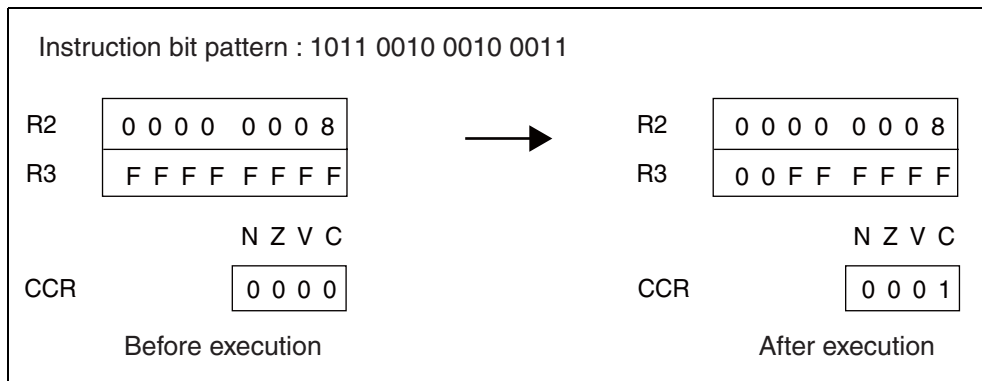 Instruction bit pattern : 1011 0010 0010 0011
R2 0 0 0 0 0 0 0 8 R2 0 0 0 0 0 0 0 8
R3 F F F F F F F F R3 0 0 F F F F F F
N Z V C N Z V C
CCR 0 0 0 0 CCR 0 0 0 1
Before execution After execution